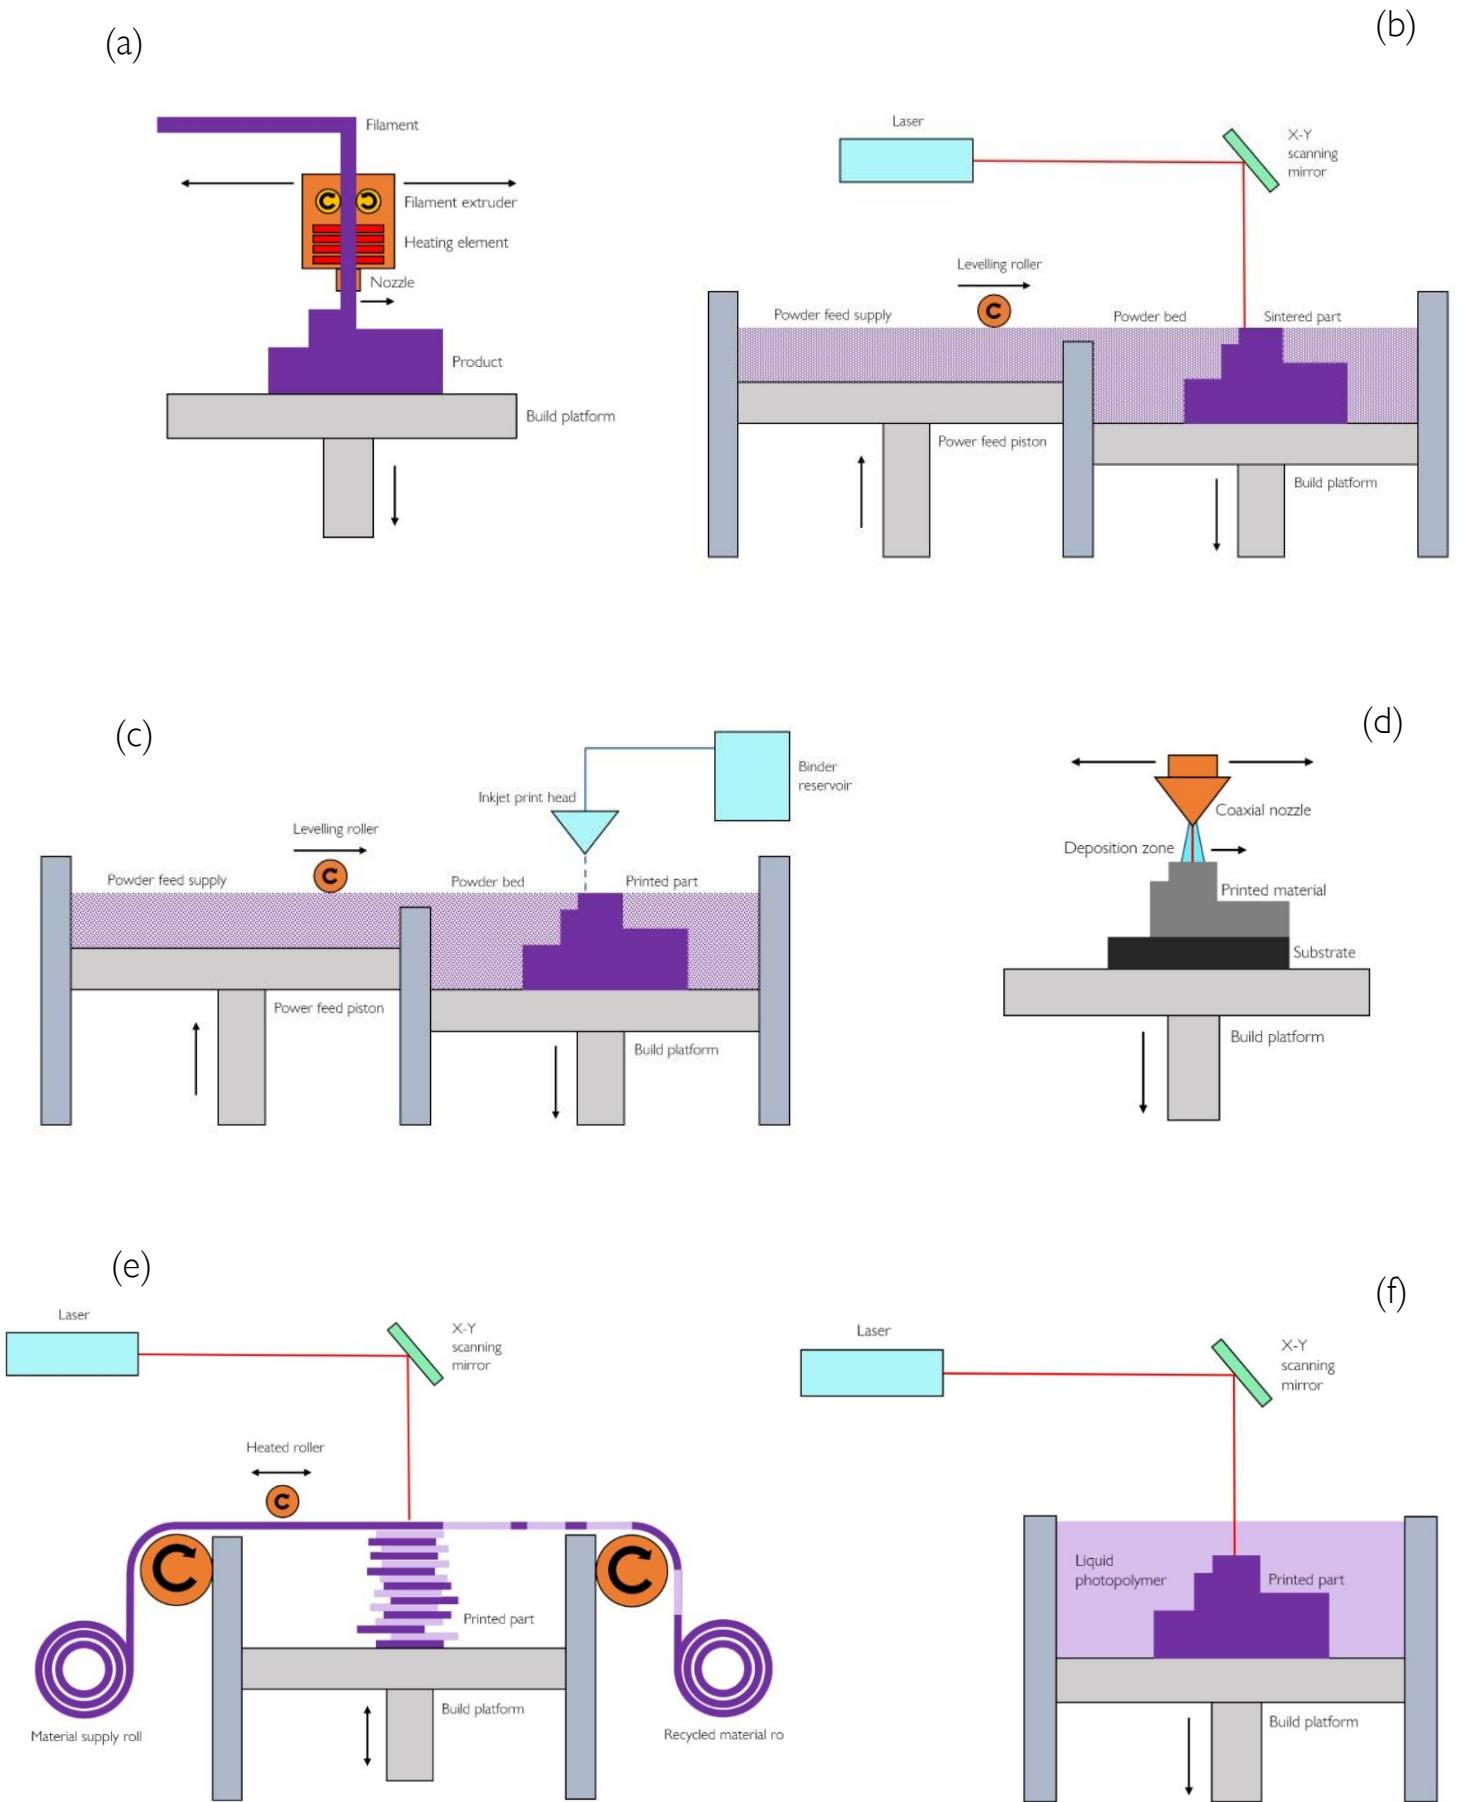 (a)
Filament
Filament extruder
Heating element
Nozzle
Product
Build platform
(b)
Laser
X-Y
scanning
mirror
Levelling roller
Powder feed supply
Powder bed
Sintered part
Power feed piston
Build platform
(c)
Binder
reservoir
Inkjet print head
Levelling roller
Powder feed supply
Powder bed
Printed part
Power feed piston
Build platform
(d)
Coaxial nozzle
Deposition zone
Printed material
Substrate
Build platform
(e)
Laser
X-Y
scanning
mirror
Heated roller
Printed part
Build platform
Material supply roll
Recycled material ro
(f)
Laser
X-Y
scanning
mirror
Liquid
photopolymer
Printed part
Build platform